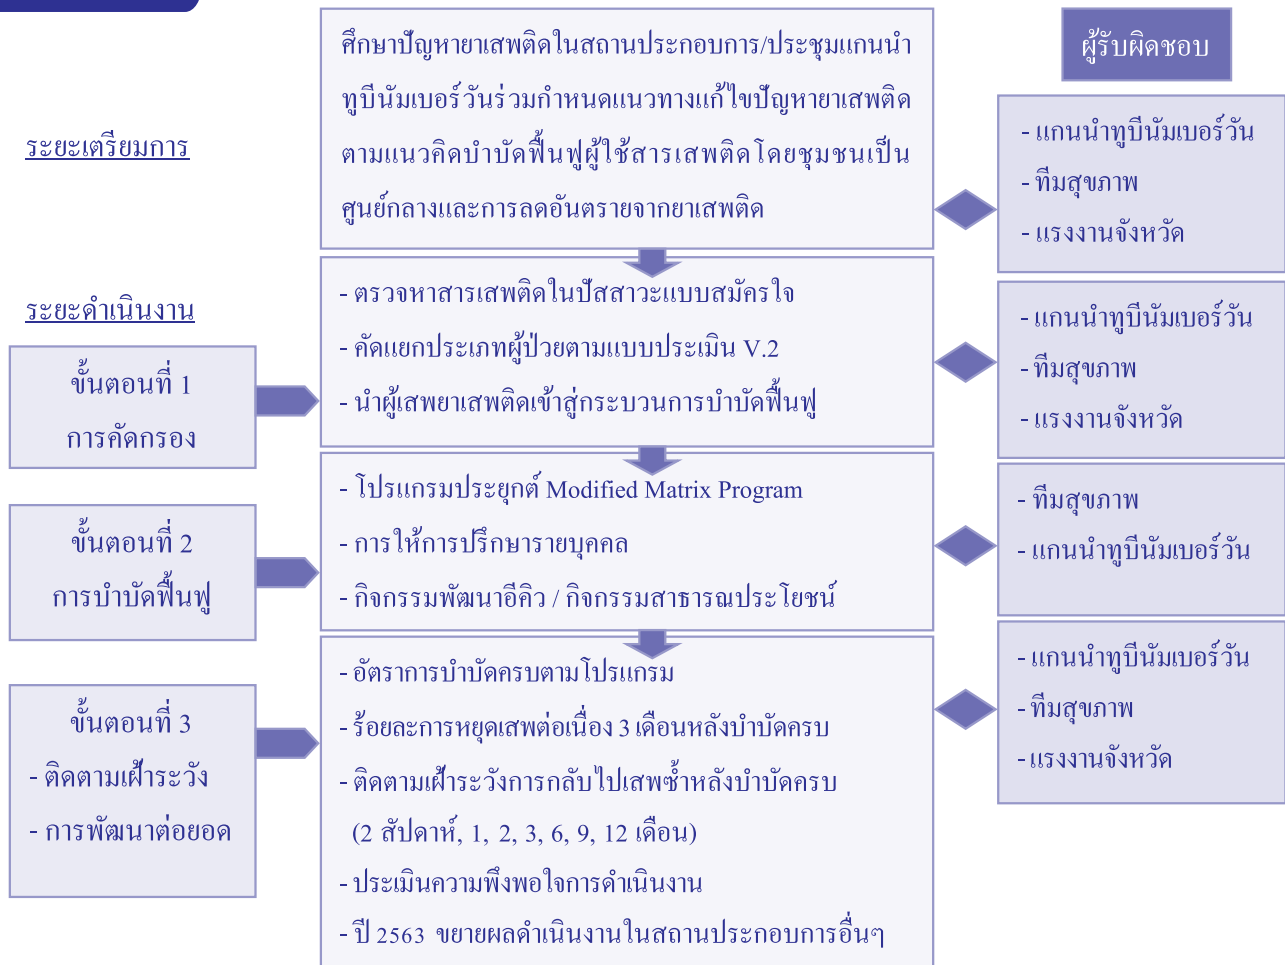 ศึกษาปัญหายาเสพติดในสถานประกอบการ/ประชุมแกนนำ
ทูบีนัมเบอร์วันร่วมกำหนดแนวทางแก้ไขปัญหายาเสพติด
ตามแนวคิดบำบัดฟื้นฟูผู้ใช้สารเสพติดโดยชุมชนเป็น
ศูนย์กลางและการลดอันตรายจากยาเสพติด
ผู้รับผิดชอบ
ระยะเตรียมการ
- แกนนำทูบีนัมเบอร์วัน
- ทีมสุขภาพ
- แรงงานจังหวัด
ระยะดำเนินงาน
ขั้นตอนที่ 1
การคัดกรอง
- ตรวจหาสารเสพติดในปัสสาวะแบบสมัครใจ
- คัดแยกประเภทผู้ป่วยตามแบบประเมิน V.2
- นำผู้เสพยาเสพติดเข้าสู่กระบวนการบำบัดฟื้นฟู
- แกนนำทูบีนัมเบอร์วัน
- ทีมสุขภาพ
- แรงงานจังหวัด
ขั้นตอนที่ 2
การบำบัดฟื้นฟู
- โปรแกรมประยุกต์ Modified Matrix Program
- การให้การปรึกษารายบุคคล
- กิจกรรมพัฒนาอีคิว / กิจกรรมสาธารณประโยชน์
- ทีมสุขภาพ
- แกนนำทูบีนัมเบอร์วัน
ขั้นตอนที่ 3
- ติดตามเฝ้าระวัง
- การพัฒนาต่อยอด
- อัตราการบำบัดครบตามโปรแกรม
- ร้อยละการหยุดเสพต่อเนื่อง 3 เดือนหลังบำบัดครบ
- ติดตามเฝ้าระวังการกลับไปเสพซ้ำหลังบำบัดครบ
(2 สัปดาห์, 1, 2, 3, 6, 9, 12 เดือน)
- ประเมินความพึงพอใจการดำเนินงาน
- ปี 2563 ขยายผลดำเนินงานในสถานประกอบการอื่นๆ
- แกนนำทูบีนัมเบอร์วัน
- ทีมสุขภาพ
- แรงงานจังหวัด